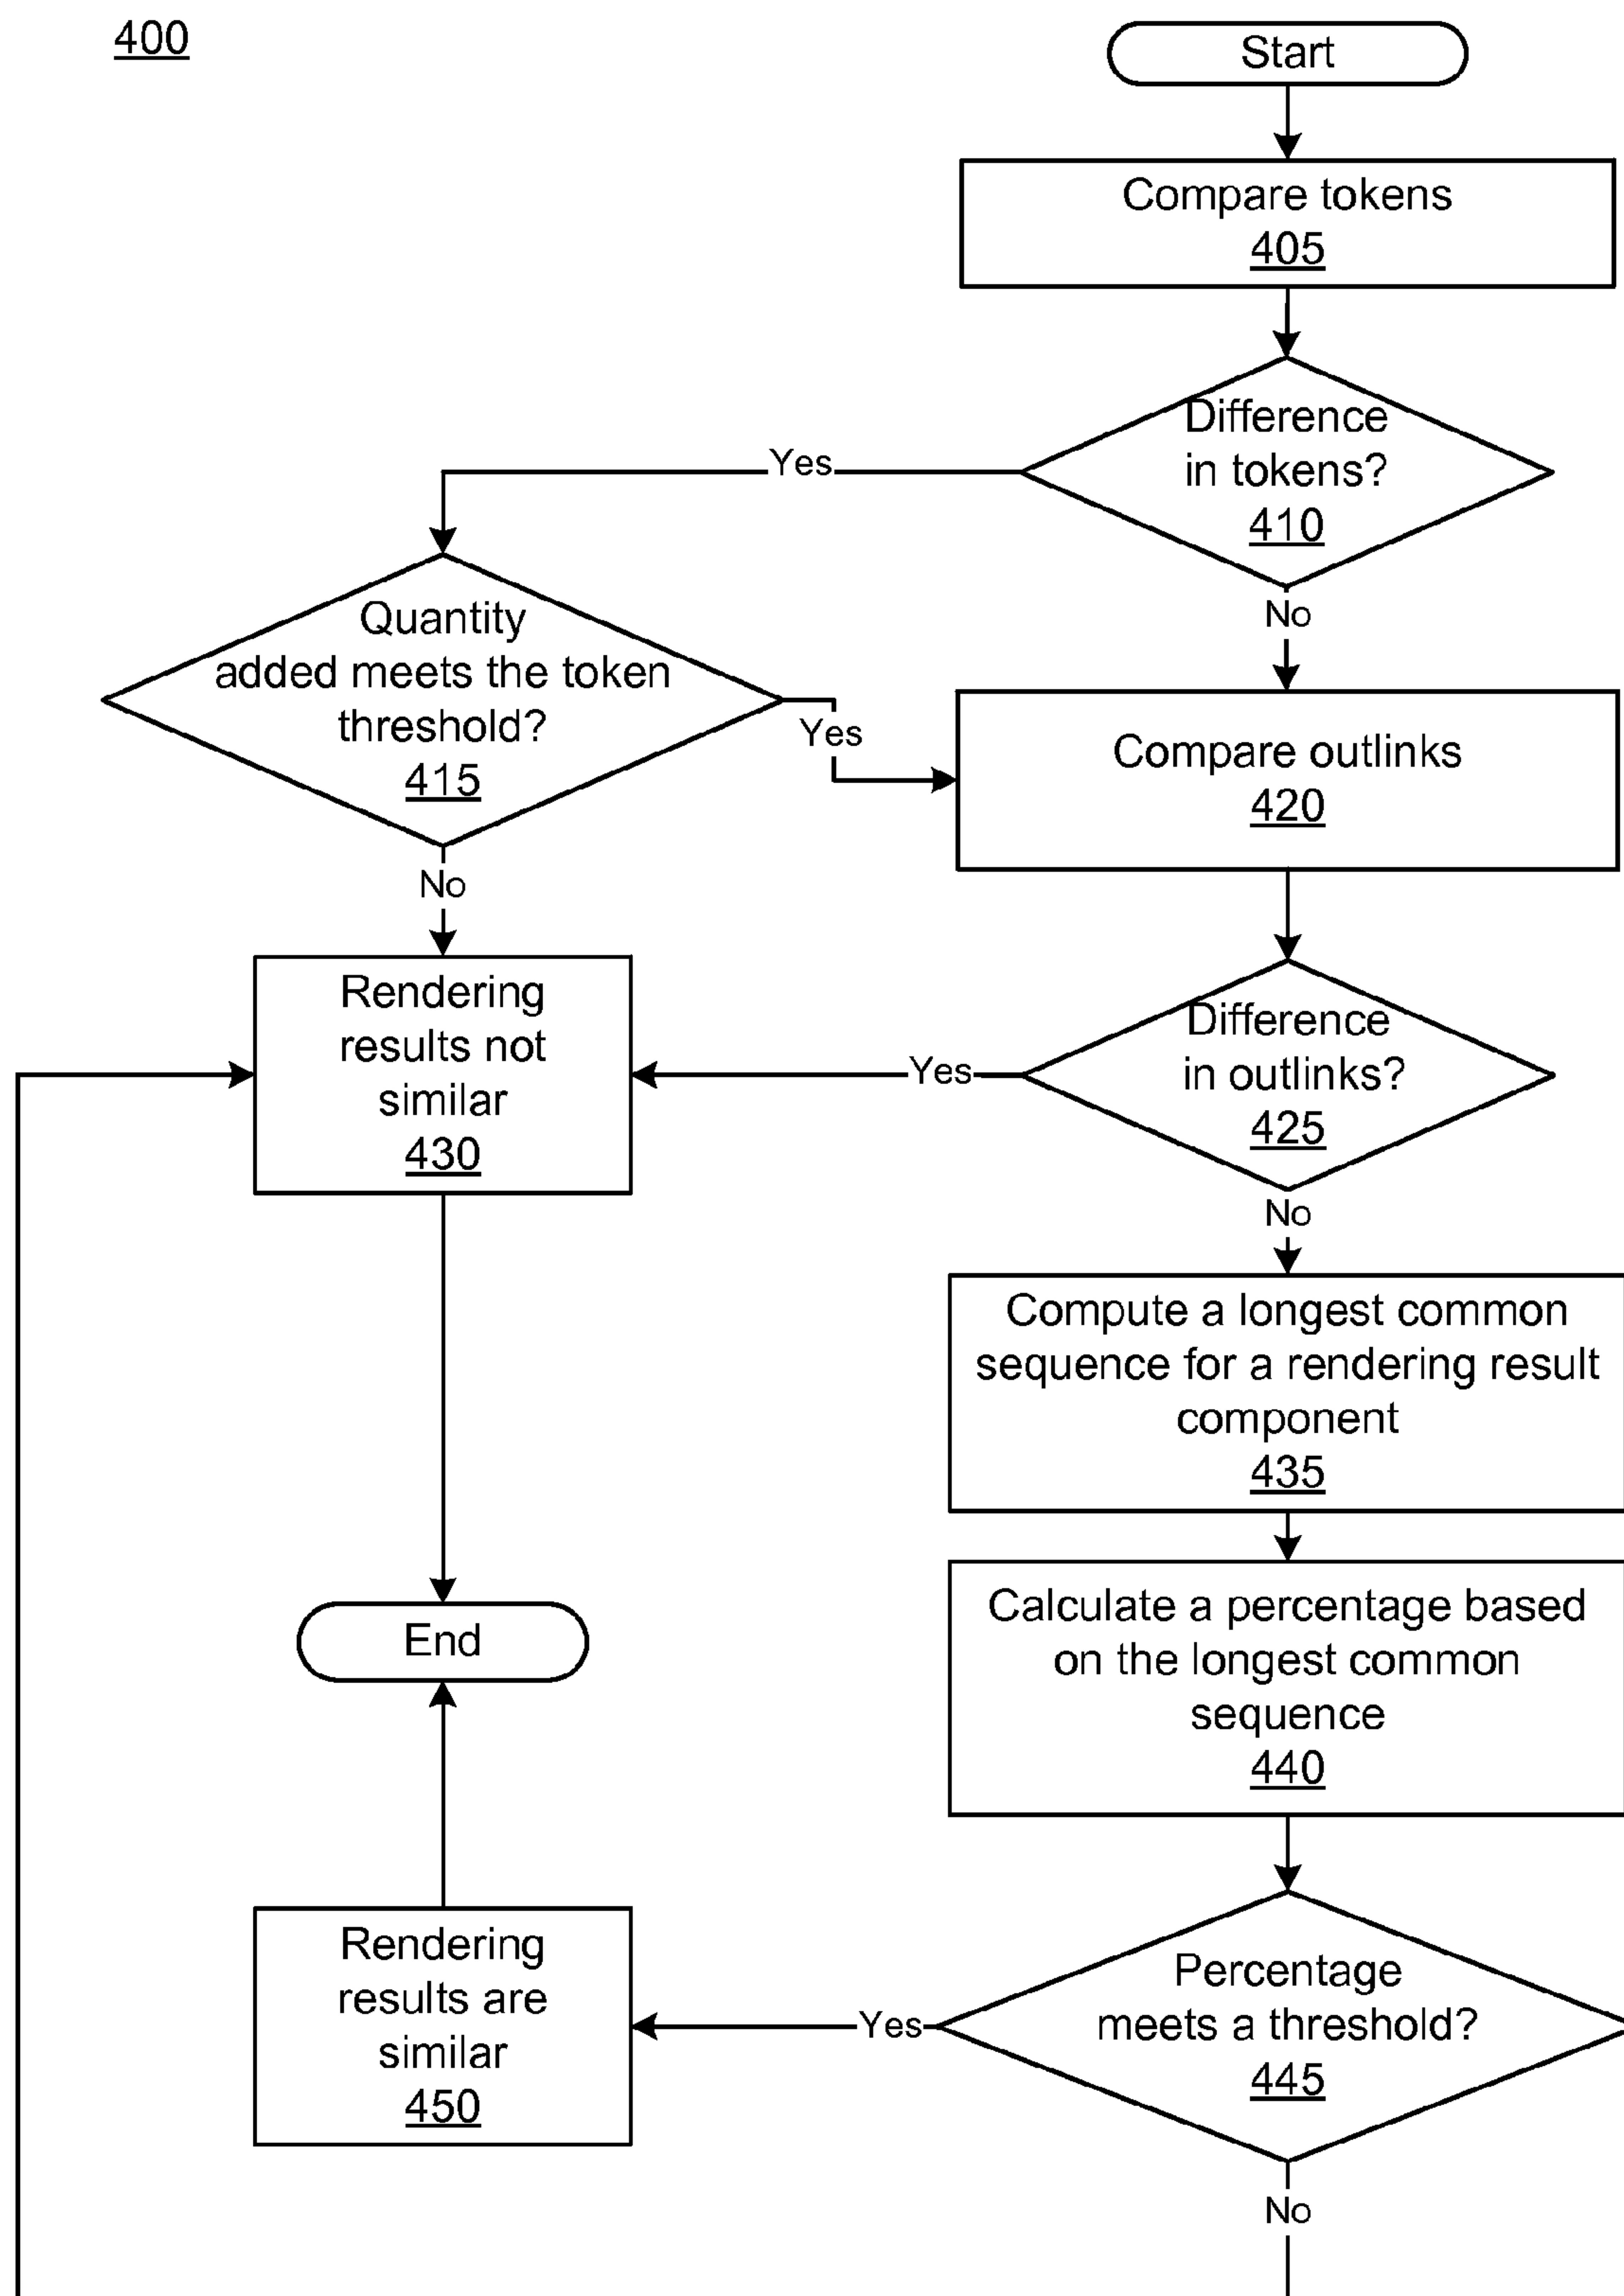 400
Start
Compare tokens
405
Difference
in tokens?
410
Yes
No
Quantity
added meets the token
threshold?
415
Yes
No
Compare outlinks
420
Difference
in outlinks?
425
Yes
No
Rendering
results not
similar
430
Compute a longest common
sequence for a rendering result
component
435
Calculate a percentage based
on the longest common
sequence
440
End
Percentage
meets a threshold?
445
Yes
No
Rendering
results are
similar
450